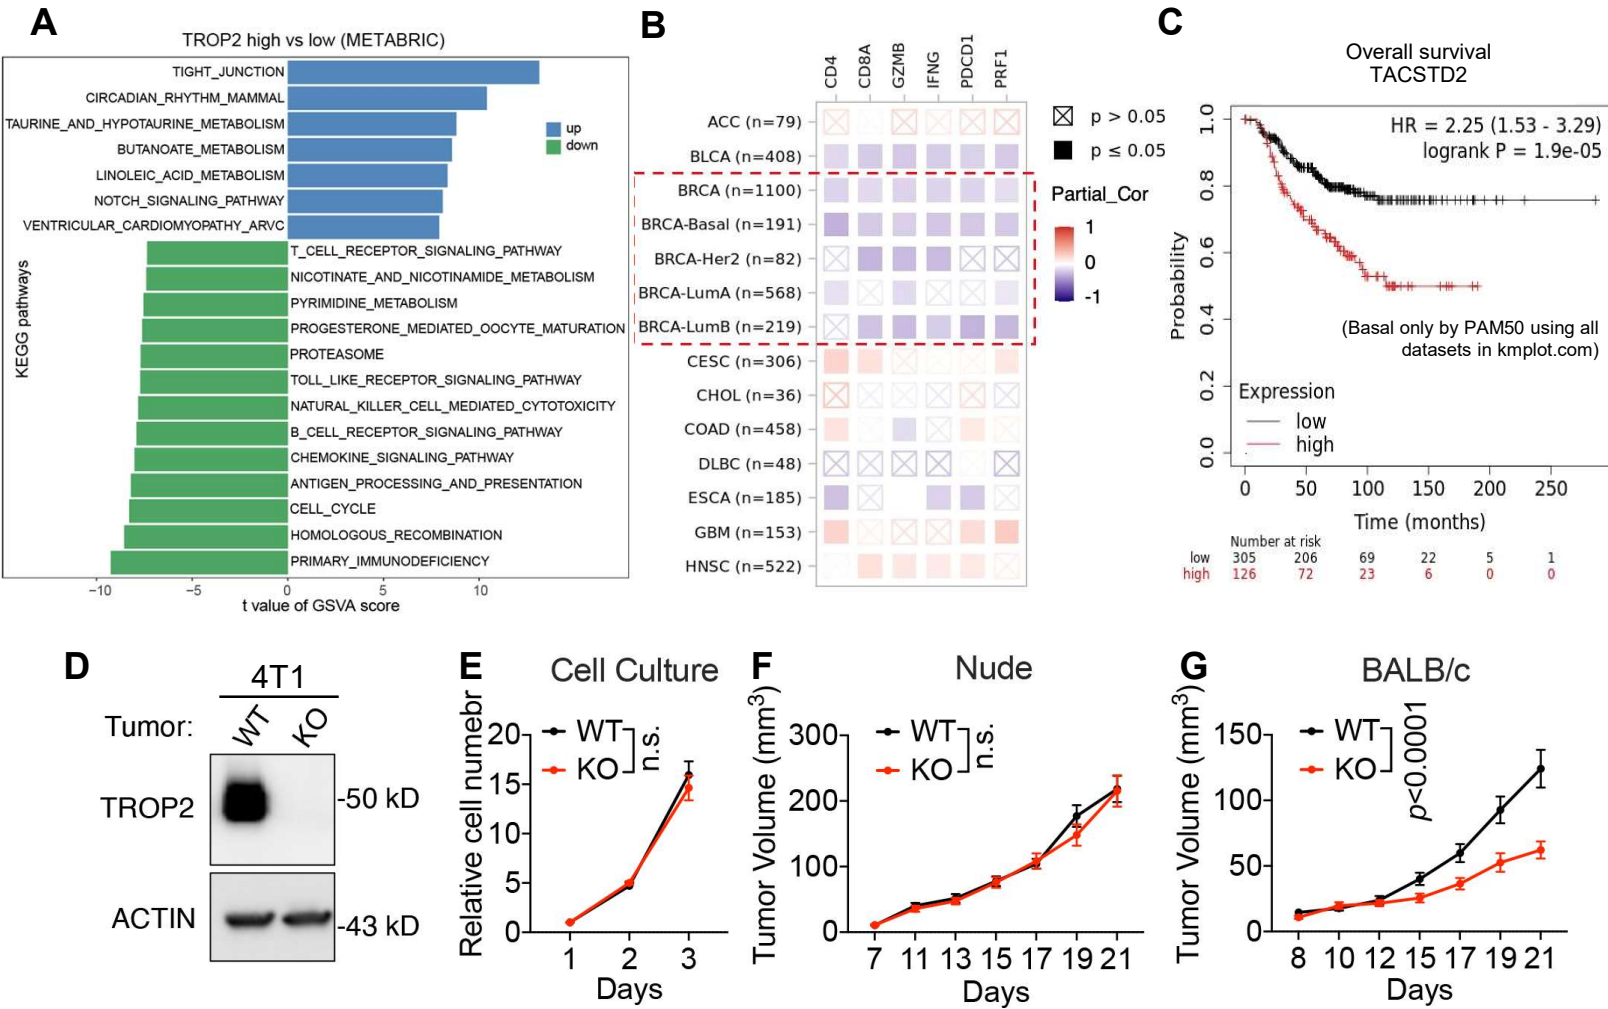 A
TROP2 high vs low (METABRIC)
TIGHT_JUNCTION
CIRCADIAN_RHYTHM_MAMMAL
TAURINE_AND_HYPOTAURINE_METABOLISM
BUTANOATE_METABOLISM
LINOLEIC_ACID_METABOLISM
NOTCH_SIGNALING_PATHWAY
VENTRICULAR_CARDIOMYOPATHY_ARVC
T_CELL_RECEPTOR_SIGNALING_PATHWAY
NICOTINATE_AND_NICOTINAMIDE_METABOLISM
PYRIMIDINE_METABOLISM
PROGESTERONE_MEDIATED_OOCYTE_MATURATION
PROTEASOME
TOLL_LIKE_RECEPTOR_SIGNALING_PATHWAY
NATURAL_KILLER_CELL_MEDIATED_CYTOTOXICITY
B_CELL_RECEPTOR_SIGNALING_PATHWAY
CHEMOKINE_SIGNALING_PATHWAY
ANTIGEN_PROCESSING_AND_PRESENTATION
CELL_CYCLE
HOMOLOGOUS_RECOMBINATION
PRIMARY_IMMUNODEFICIENCY
up
down
KEGG pathways
−10 −5 0 5 10
t value of GSVA score
B
CD4 CD8A GZMB IFNG PDCD1 PRF1
ACC (n=79)
BLCA (n=408)
BRCA (n=1100)
BRCA-Basal (n=191)
BRCA-Her2 (n=82)
BRCA-LumA (n=568)
BRCA-LumB (n=219)
CESC (n=306)
CHOL (n=36)
COAD (n=458)
DLBC (n=48)
ESCA (n=185)
GBM (n=153)
HNSC (n=522)
p > 0.05
p ≤ 0.05
Partial_Cor
1
0
-1
C
Overall survival
TACSTD2
HR = 2.25 (1.53 - 3.29)
logrank P = 1.9e-05
(Basal only by PAM50 using all
datasets in kmplot.com)
Expression
low
high
Probability
1.0
0.8
0.6
0.4
0.2
0.0
0 50 100 150 200 250
Time (months)
Number at risk
low 305 206 69 22 5 1
high 126 72 23 6 0 0
D
4T1
Tumor: WT KO
TROP2
-50 kD
ACTIN
-43 kD
E
Cell Culture
WT
KO
n.s.
Relative cell numebr
20
15
10
5
0
1 2 3
Days
F
Nude
WT
KO
n.s.
Tumor Volume (mm³)
300
200
100
0
7 11 13 15 17 19 21
Days
G
BALB/c
WT
KO
p<0.0001
Tumor Volume (mm³)
150
100
50
0
8 10 12 15 17 19 21
Days